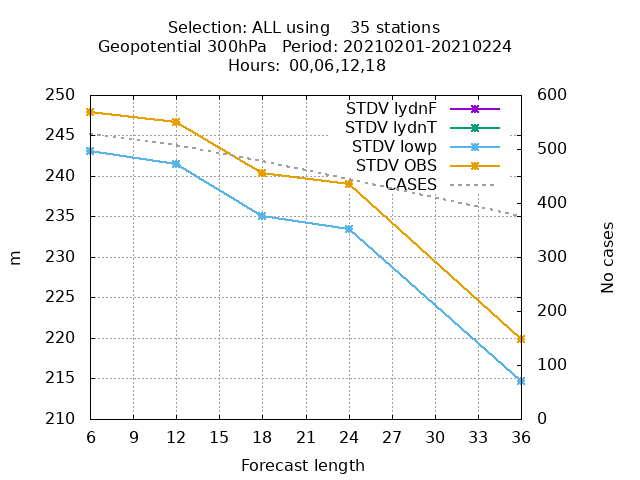 Selection: ALL using    35 stations
Geopotential 300hPa   Period: 20210201-20210224
Hours: 00,06,12,18
250
245
240
235
230
225
220
215
210
m
STDV IydnF
STDV IydnT
STDV lowp
STDV OBS
CASES
600
500
400
300
200
100
0
No cases
6
9
12
15
18
21
24
27
30
33
36
Forecast length